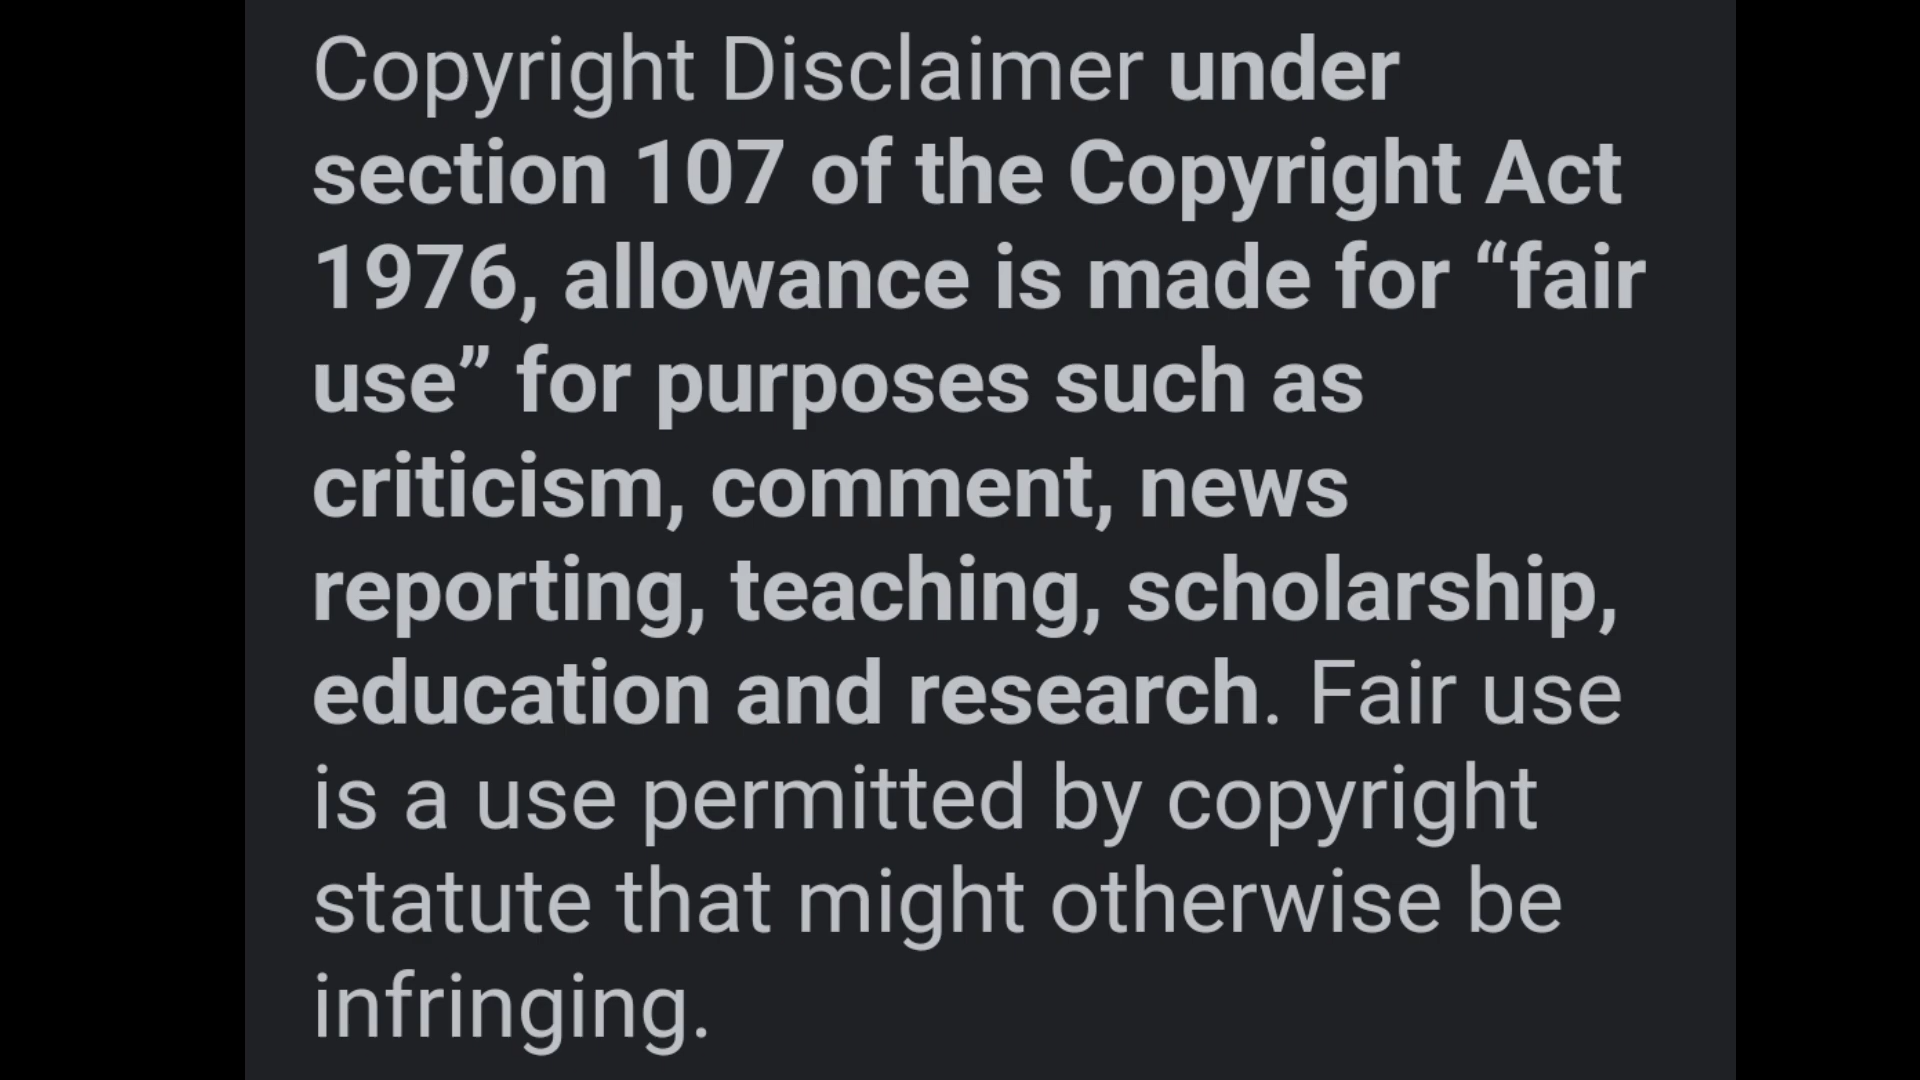 Copyright Disclaimer under
section 107 of the Copyright Act
1976, allowance is made for “fair
use” for purposes such as
criticism, comment, news
reporting, teaching, scholarship,
education and research. Fair use
is a use permitted by copyright
statute that might otherwise be
infringing.